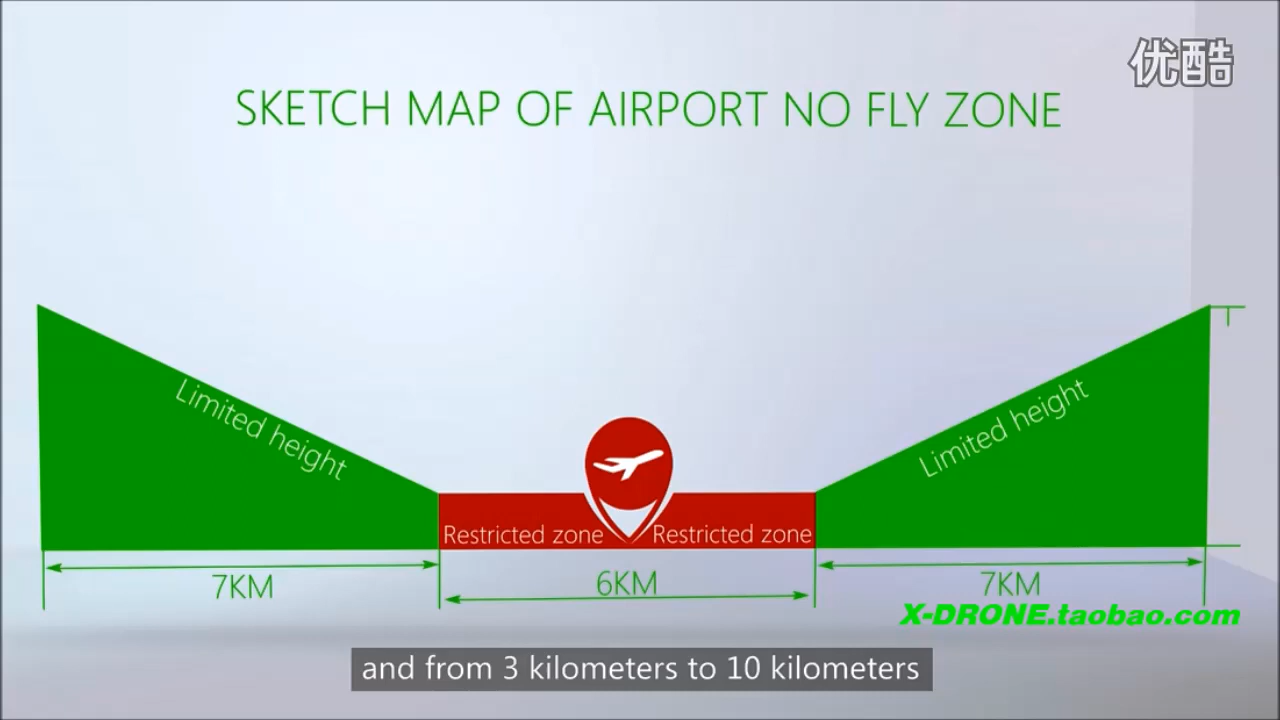 优酷
SKETCH MAP OF AIRPORT NO FLY ZONE
Limited height
Limited height
Restricted zone
Restricted zone
7KM
6KM
7KM
X-DRONE.taobao.com
and from 3 kilometers to 10 kilometers